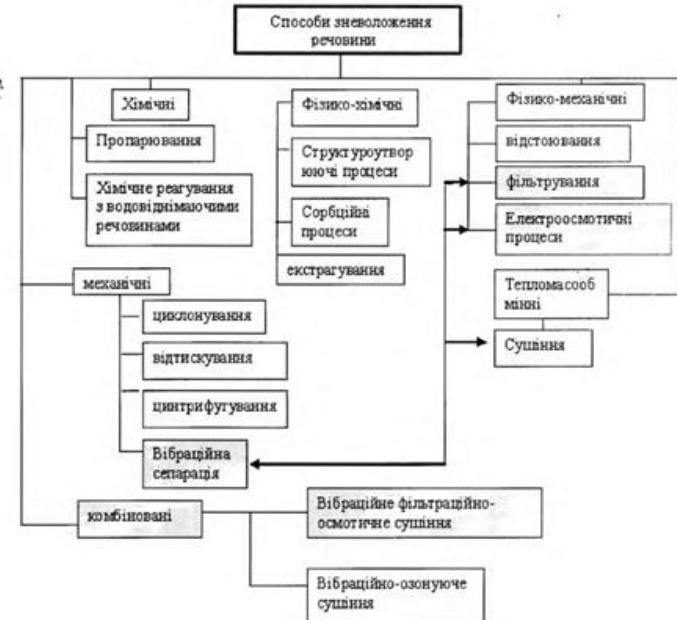 Способи зневоложення
речовини
Хімічні
Пропарювання
Хімічне реагування
з водовіднімаючими
речовинами
Фізико-хімічні
Структуроутвор
юючі процеси
Сорбційні
процеси
екстрагування
Фізико-механічні
відстоювання
фільтрування
Електроосмотичні
процеси
Тепломасооб
мінні
Сушіння
механічні
циклонування
відтискування
цинтрифугування
Вібраційна
сепарація
комбіновані
Вібраційне фільтраційно-
осмотичне сушіння
Вібраційно-озонуюче
сушіння